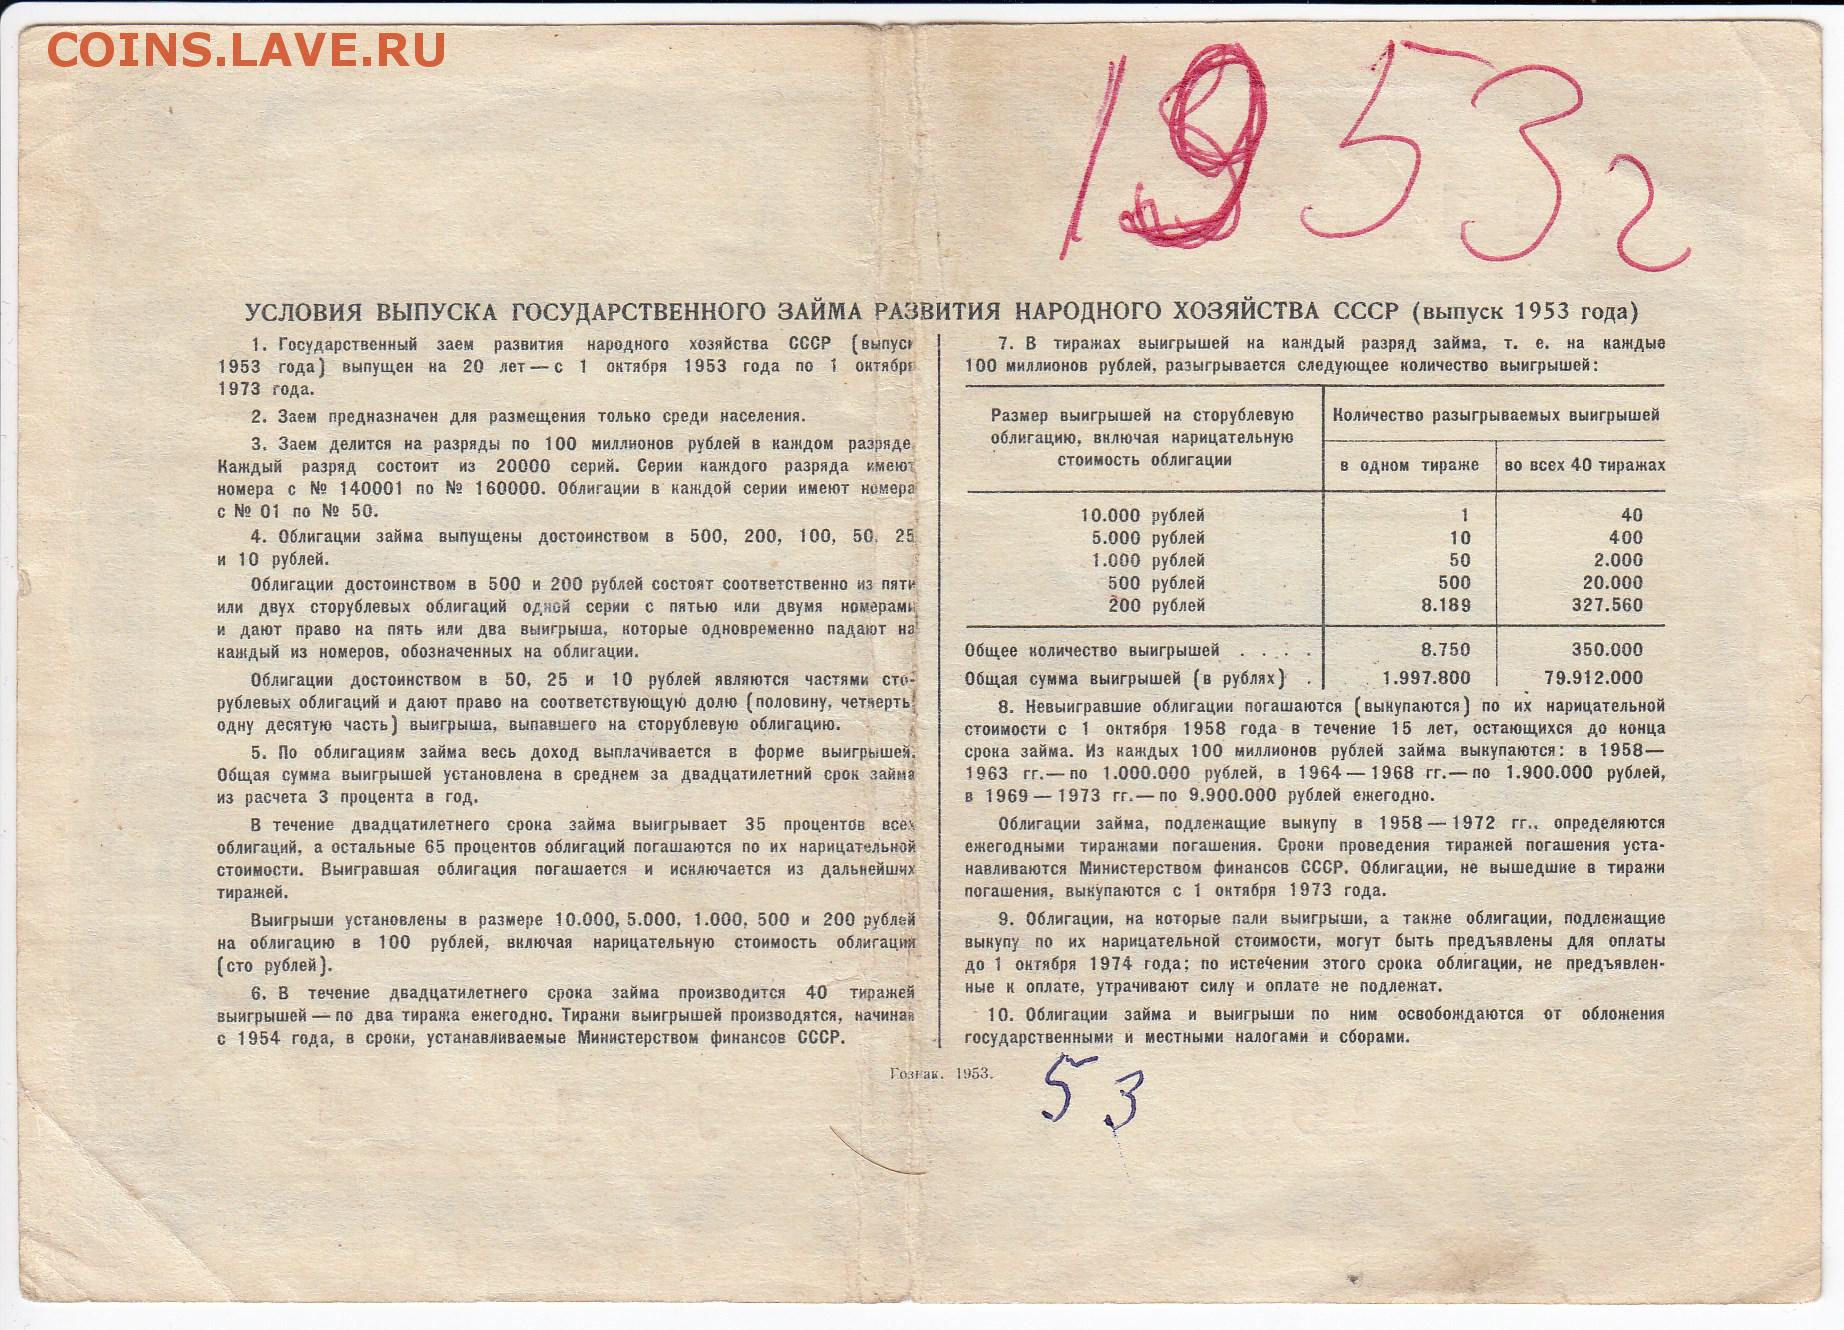 COINS.LAVE.RU
1953 г
УСЛОВИЯ ВЫПУСКА ГОСУДАРСТВЕННОГО ЗАЙМА РАЗВИТИЯ НАРОДНОГО ХОЗЯЙСТВА СССР (выпуск 1953 года)
1. Государственный заем развития народного хозяйства СССР (выпуск
1953 года) выпущен на 20 лет — с 1 октября 1953 года по 1 октября
1973 года.
2. Заем предназначен для размещения только среди населения.
3. Заем делится на разряды по 100 миллионов рублей в каждом разряде.
Каждый разряд состоит из 20000 серий. Серии каждого разряда имеют
номера с № 140001 по № 160000. Облигации в каждой серии имеют номера
с № 01 по № 50.
4. Облигации займа выпущены достоинством в 500, 200, 100, 50, 25
и 10 рублей.
Облигации достоинством в 500 и 200 рублей состоят соответственно из пяти
или двух сторублевых облигаций одной серии с пятью или двумя номерами
и дают право на пять или два выигрыша, которые одновременно падают на
каждый из номеров, обозначенных на облигации.
Облигации достоинством в 50, 25 и 10 рублей являются частями сто-
рублевых облигаций и дают право на соответствующую долю (половину, четверть,
одну десятую часть) выигрыша, выпавшего на сторублевую облигацию.
5. По облигациям займа весь доход выплачивается в форме выигрышей.
Общая сумма выигрышей установлена в среднем за двадцатилетний срок займа
из расчета 3 процента в год.
В течение двадцатилетнего срока займа выигрывает 35 процентов всех
облигаций, а остальные 65 процентов облигаций погашаются по их нарицательной
стоимости. Выигравшая облигация погашается и исключается из дальнейших
тиражей.
Выигрыши установлены в размере 10.000, 5.000, 1.000, 500 и 200 рублей
на облигацию в 100 рублей, включая нарицательную стоимость облигации
(сто рублей).
6. В течение двадцатилетнего срока займа производится 40 тиражей
выигрышей — по два тиража ежегодно. Тиражи выигрышей производятся, начиная
с 1954 года, в сроки, устанавливаемые Министерством финансов СССР.
7. В тиражах выигрышей на каждый разряд займа, т. е. на каждые
100 миллионов рублей, разыгрывается следующее количество выигрышей:
Размер выигрышей на сторублевую
облигацию, включая нарицательную
стоимость облигации
Количество разыгрываемых выигрышей
в одном тираже во всех 40 тиражах
10.000 рублей 1 40
5.000 рублей 10 400
1.000 рублей 50 2.000
500 рублей 500 20.000
200 рублей 8.189 327.560
Общее количество выигрышей . . . . 8.750 350.000
Общая сумма выигрышей (в рублях) . 1.997.800 79.912.000
8. Невыигравшие облигации погашаются (выкупаются) по их нарицательной
стоимости с 1 октября 1958 года в течение 15 лет, остающихся до конца
срока займа. Из каждых 100 миллионов рублей займа выкупаются: в 1958—
1963 гг.—по 1.000.000 рублей, в 1964—1968 гг.—по 1.900.000 рублей,
в 1969—1973 гг.—по 9.900.000 рублей ежегодно.
Облигации займа, подлежащие выкупу в 1958—1972 гг., определяются
ежегодными тиражами погашения. Сроки проведения тиражей погашения уста-
навливаются Министерством финансов СССР. Облигации, не вышедшие в тиражи
погашения, выкупаются с 1 октября 1973 года.
9. Облигации, на которые пали выигрыши, а также облигации, подлежащие
выкупу по их нарицательной стоимости, могут быть предъявлены для оплаты
до 1 октября 1974 года; по истечении этого срока облигации, не предъявлен-
ные к оплате, утрачивают силу и оплате не подлежат.
10. Облигации займа и выигрыши по ним освобождаются от обложения
государственными и местными налогами и сборами.
Гознак. 1953.
53